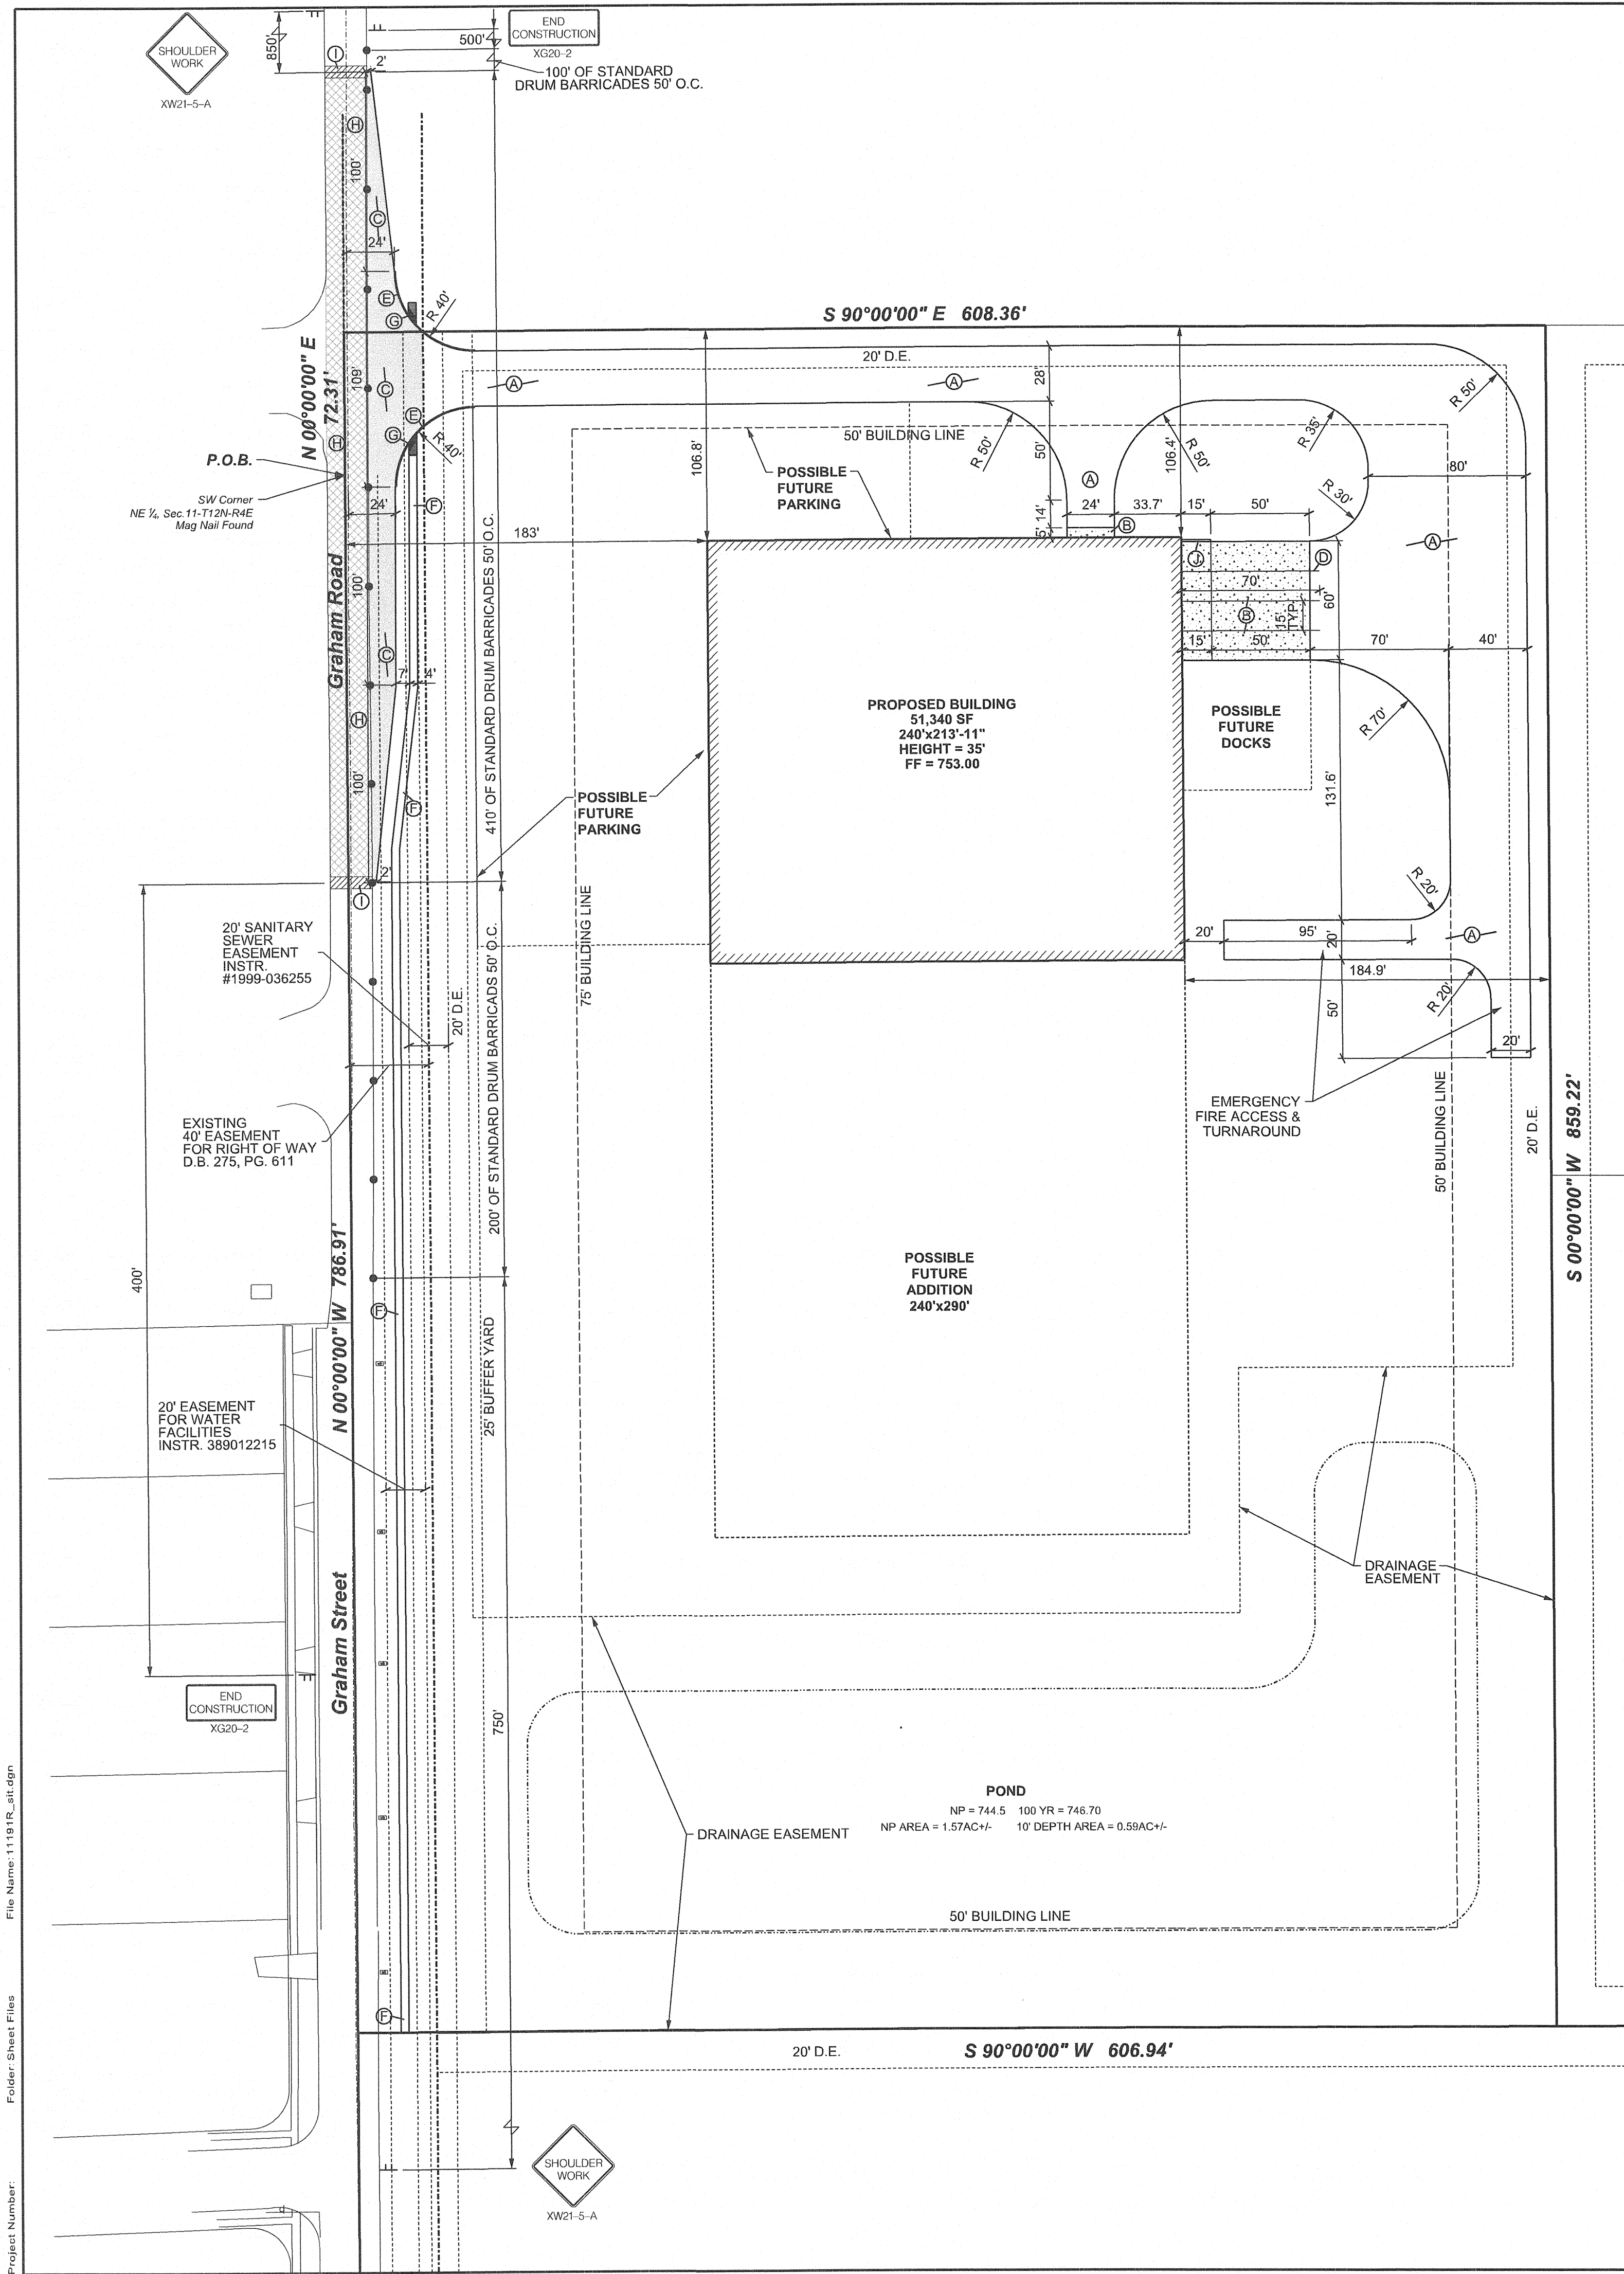 SHOULDER
WORK
XW21-5-A
850'
I
500'
2'
END
CONSTRUCTION
XG20-2
100' OF STANDARD
DRUM BARRICADES 50' O.C.
H
100'
C
24'
E
G
R 40'
S 90°00'00" E 608.36'
20' D.E.
N 00°00'00" E
72.31'
109'
C
H
E
G
R 40'
A
A
28'
R 50'
P.O.B.
SW Corner
NE ¼, Sec.11-T12N-R4E
Mag Nail Found
24'
F
183'
106.8'
50' BUILDING LINE
POSSIBLE
FUTURE
PARKING
R 50'
50'
14'
5'
A
24'
33.7'
B
106.4'
R 50'
R 35'
R 30'
15'
50'
80'
A
J
D
70'
60'
B
15'
TYP.
15'
50'
70'
40'
Graham Road
100'
C
7'
4'
H
100'
F
2'
I
410' OF STANDARD DRUM BARRICADES 50' O.C.
PROPOSED BUILDING
51,340 SF
240'x213'-11"
HEIGHT = 35'
FF = 753.00
POSSIBLE
FUTURE
DOCKS
R 70'
131.6'
POSSIBLE
FUTURE
PARKING
R 20'
20'
95'
20'
A
184.9'
50'
R 20'
20'
20' SANITARY
SEWER
EASEMENT
INSTR.
#1999-036255
20' D.E.
75' BUILDING LINE
200' OF STANDARD DRUM BARRICADS 50' O.C.
EXISTING
40' EASEMENT
FOR RIGHT OF WAY
D.B. 275, PG. 611
EMERGENCY
FIRE ACCESS &
TURNAROUND
50' BUILDING LINE
20' D.E.
S 00°00'00" W 859.22'
400'
N 00°00'00" W 786.91'
F
POSSIBLE
FUTURE
ADDITION
240'x290'
25' BUFFER YARD
20' EASEMENT
FOR WATER
FACILITIES
INSTR. 389012215
DRAINAGE
EASEMENT
Graham Street
END
CONSTRUCTION
XG20-2
750'
POND
NP = 744.5 100 YR = 746.70
NP AREA = 1.57AC+/- 10' DEPTH AREA = 0.59AC+/-
DRAINAGE EASEMENT
50' BUILDING LINE
F
20' D.E.
S 90°00'00" W 606.94'
SHOULDER
WORK
XW21-5-A
File Name: 11191R_sit.dgn
Folder: Sheet Files
Project Number: